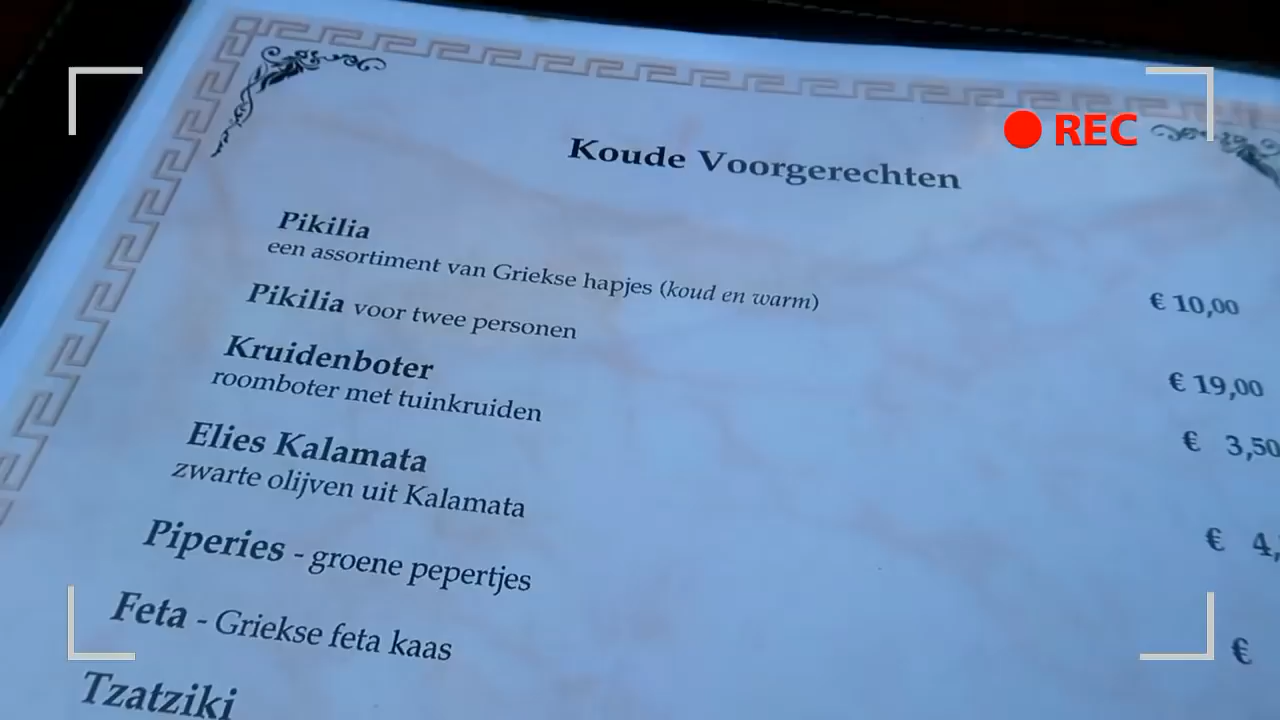 REC
Koude Voorgerechten
Pikilia
een assortiment van Griekse hapjes (koud en warm) € 10,00
Pikilia voor twee personen € 19,00
Kruidenboter
roomboter met tuinkruiden € 3,50
Elies Kalamata
zwarte olijven uit Kalamata € 4,
Piperies - groene pepertjes €
Feta - Griekse feta kaas
Tzatziki